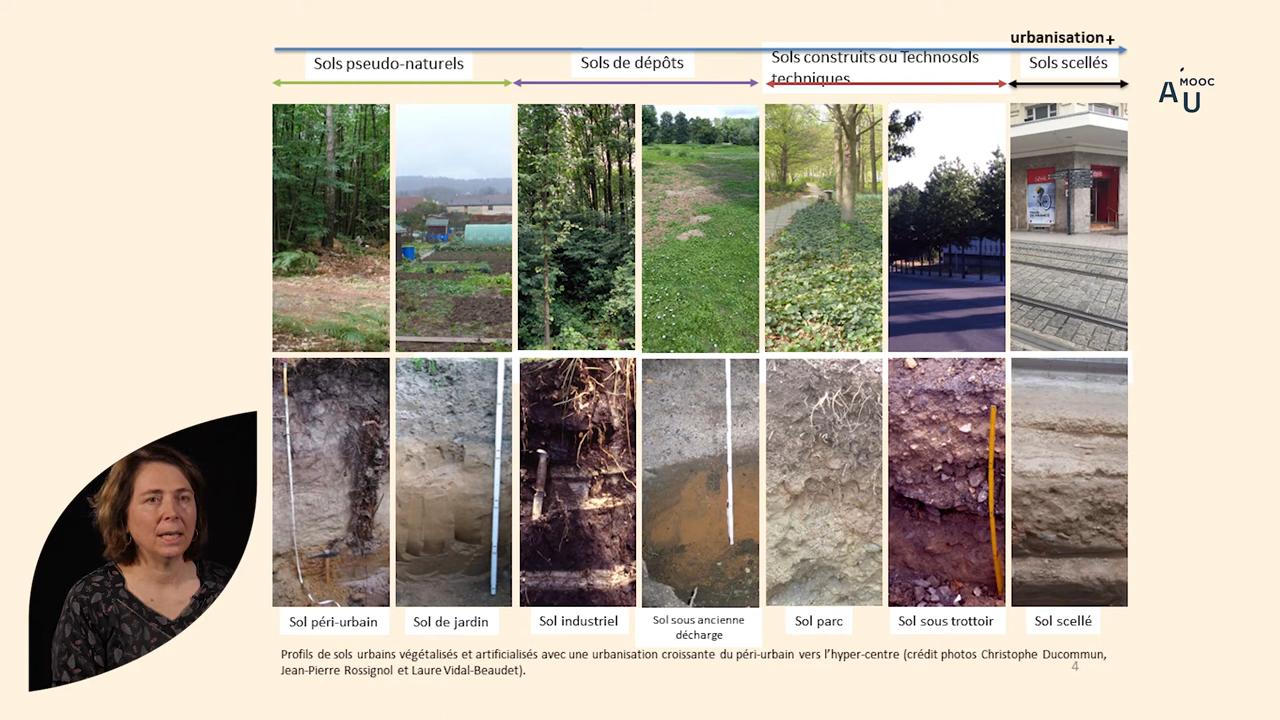 urbanisation+
Sols pseudo-naturels
Sols de dépôts
Sols construits ou Technosols
techniques
Sols scellés
MOOC
AU
Sol péri-urbain
Sol de jardin
Sol industriel
Sol sous ancienne
décharge
Sol parc
Sol sous trottoir
Sol scellé
Profils de sols urbains végétalisés et artificialisés avec une urbanisation croissante du péri-urbain vers l'hyper-centre (crédit photos Christophe Ducommun,
Jean-Pierre Rossignol et Laure Vidal-Beaudet).
4